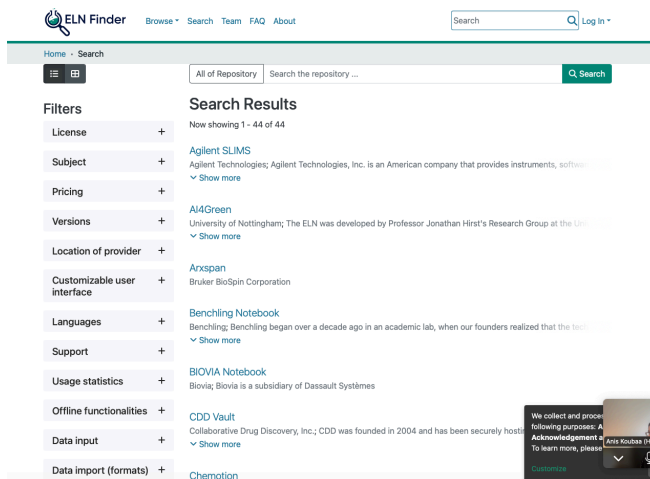 ELN Finder
Browse Search Team FAQ About
Search
Log In
Home • Search
All of Repository Search the repository ...
Search
Filters
License +
Subject +
Pricing +
Versions +
Location of provider +
Customizable user interface +
Languages +
Support +
Usage statistics +
Offline functionalities +
Data input +
Data import (formats) +
Search Results
Now showing 1 - 44 of 44
Agilent SLIMS
Agilent Technologies; Agilent Technologies, Inc. is an American company that provides instruments,
Show more
AI4Green
University of Nottingham; The ELN was developed by Professor Jonathan Hirst's Research Group at the
Show more
Arxspan
Bruker BioSpin Corporation
Benchling Notebook
Benchling; Benchling began over a decade ago in an academic lab, when our founders realized that the
Show more
BIOVIA Notebook
Biovia; Biovia is a subsidiary of Dassault Systèmes
CDD Vault
Collaborative Drug Discovery, Inc.; CDD was founded in 2004 and has been securely
Show more
Chemotion
We collect and
following purposes:
Acknowledgement
To learn more, please
Customize
Anis Koubaa